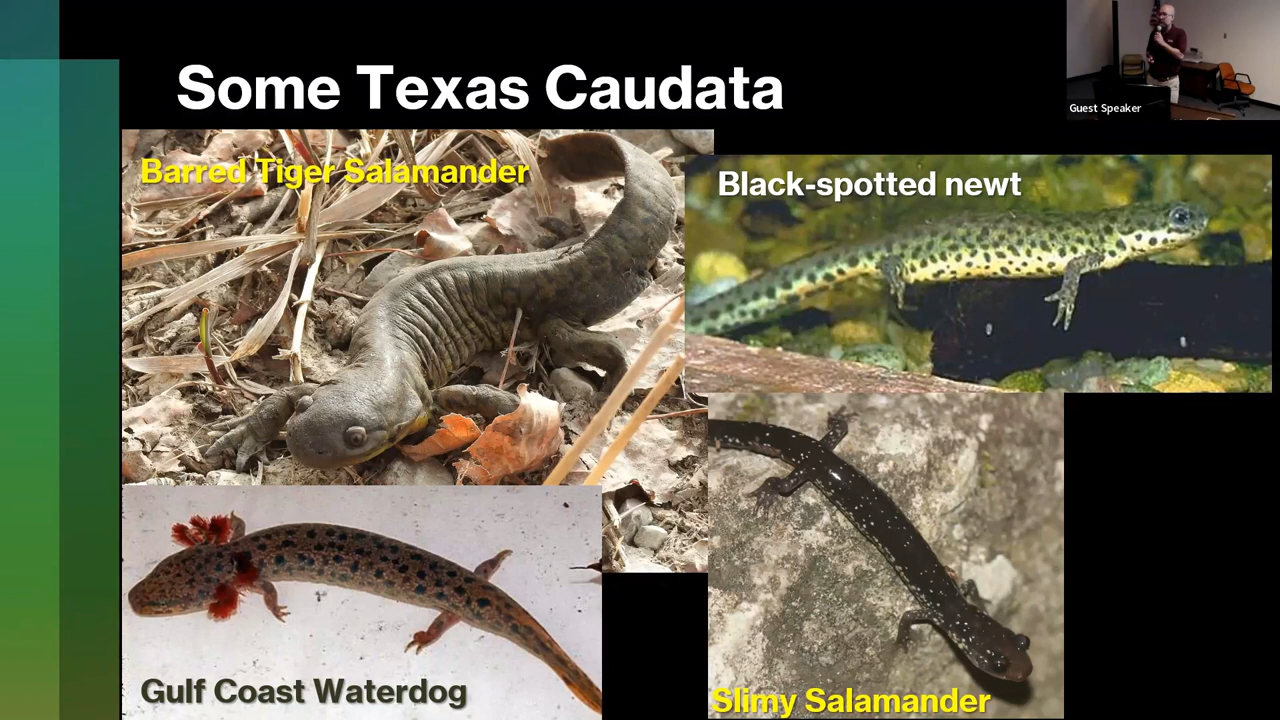 Some Texas Caudata
Guest Speaker
Barred Tiger Salamander
Black-spotted newt
Gulf Coast Waterdog
Slimy Salamander